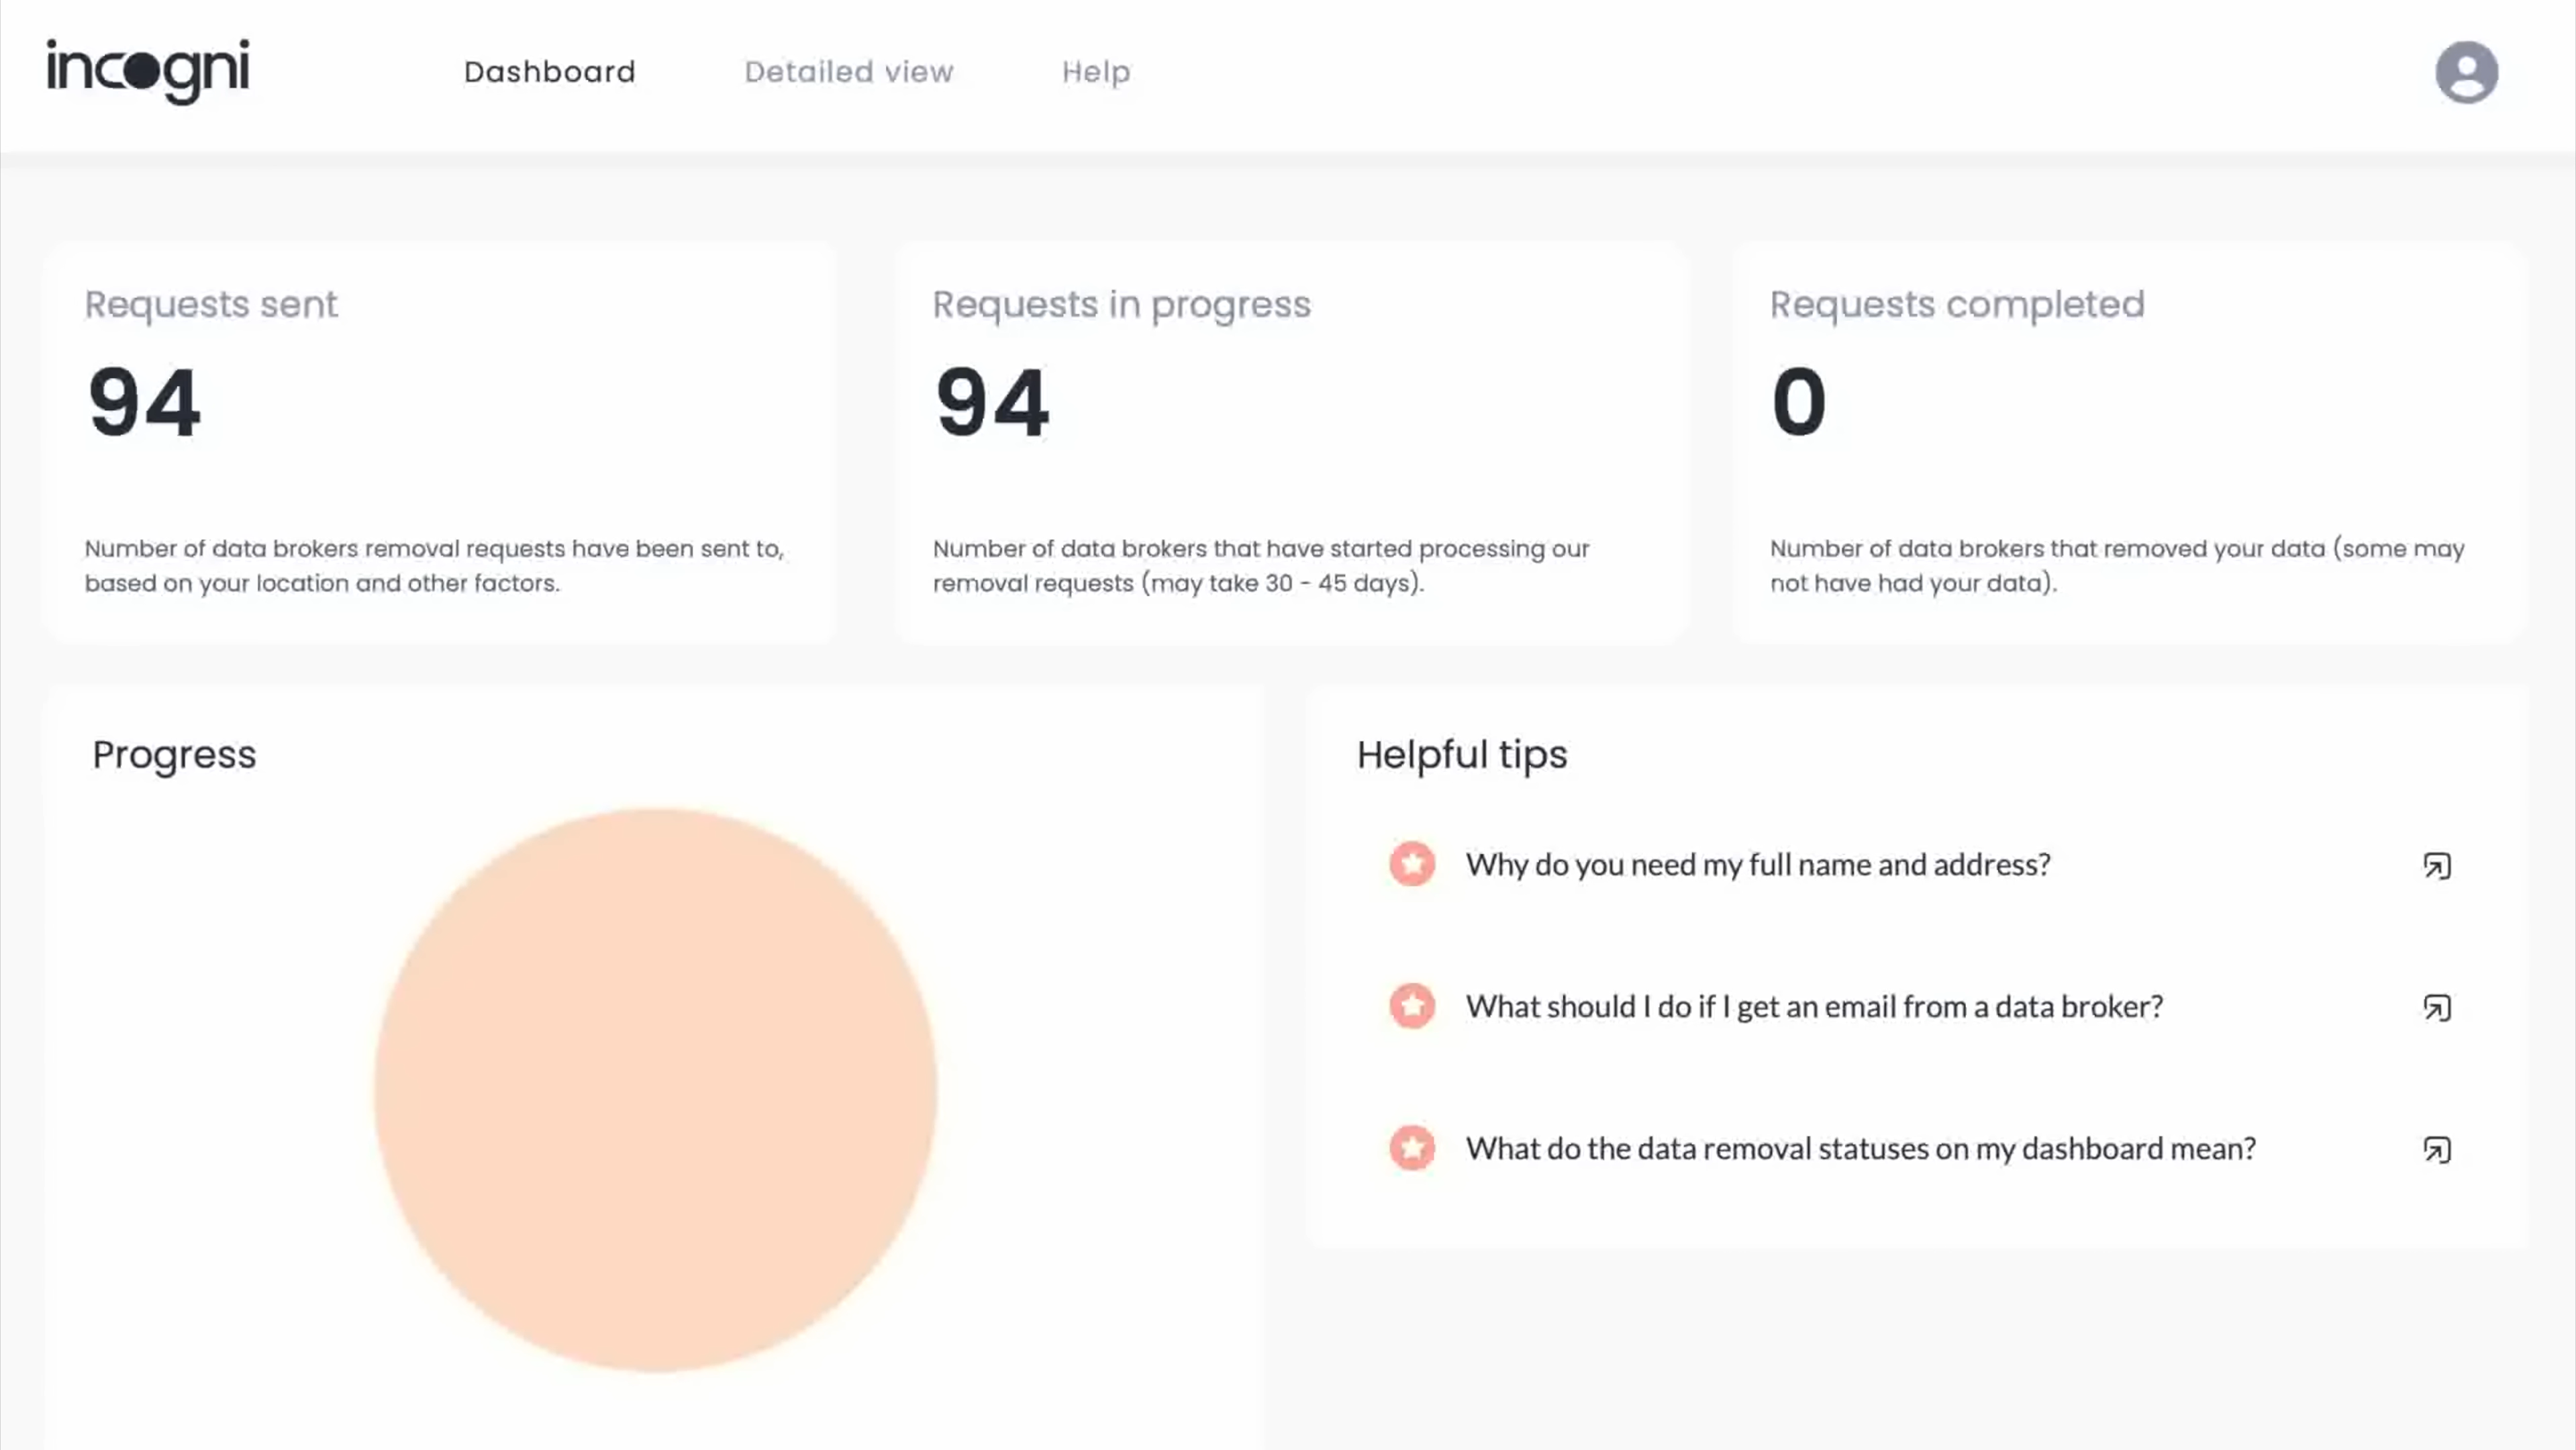 incogni
Dashboard
Detailed view
Help
Requests sent
94
Number of data brokers removal requests have been sent to,
based on your location and other factors.
Requests in progress
94
Number of data brokers that have started processing our
removal requests (may take 30 - 45 days).
Requests completed
0
Number of data brokers that removed your data (some may
not have had your data).
Progress
Helpful tips
Why do you need my full name and address?
What should I do if I get an email from a data broker?
What do the data removal statuses on my dashboard mean?